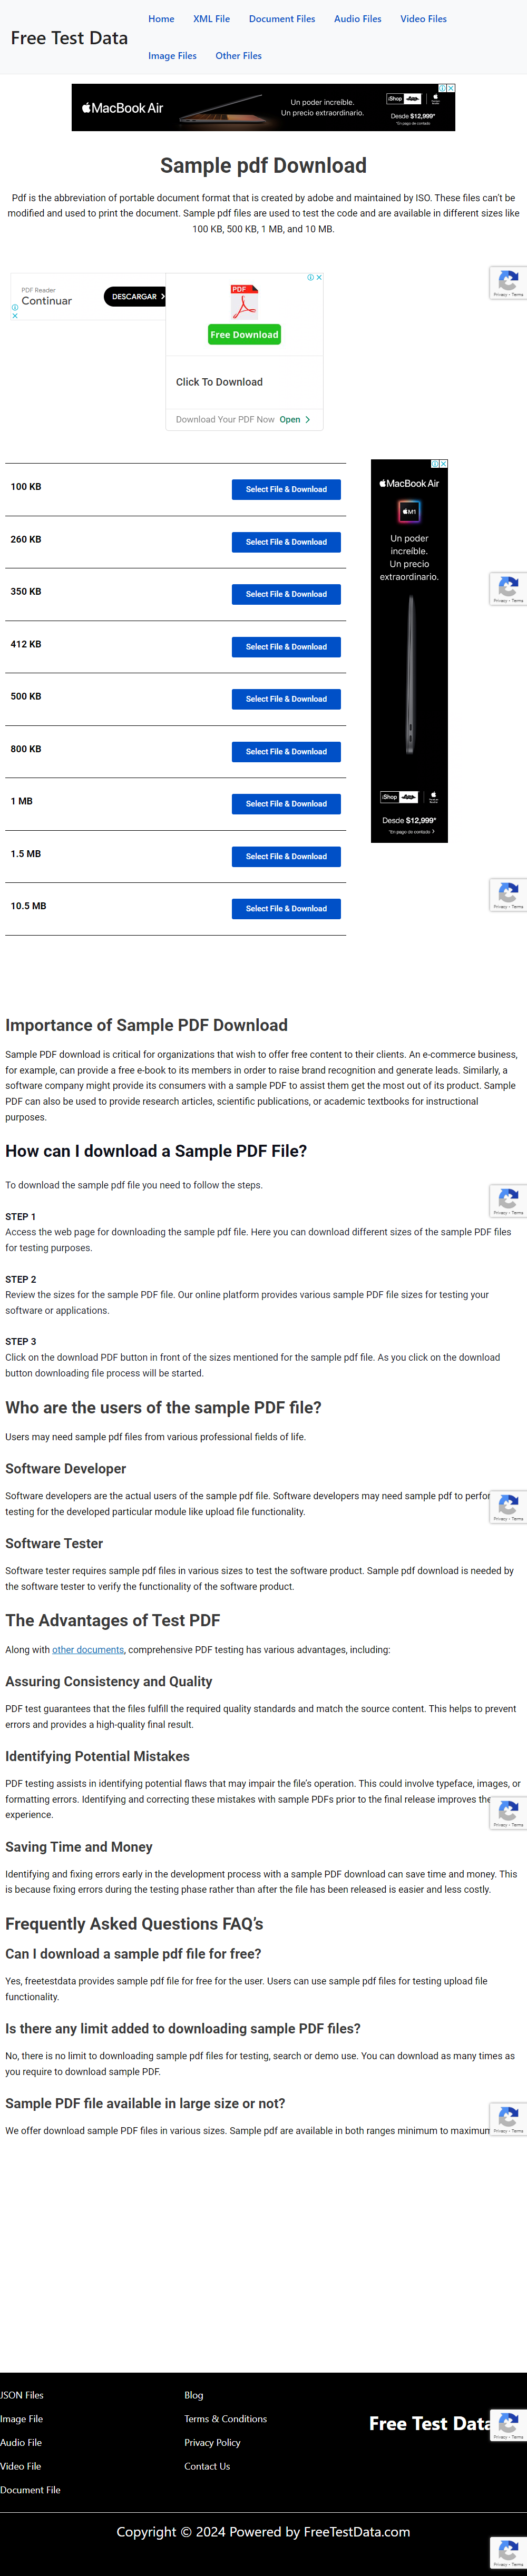 Free Test Data
Home XML File Document Files Audio Files Video Files
Image Files Other Files
MacBook Air
Un poder increíble.
Un precio extraordinario.
iShop
Desde $12,999*
*En pago de contado
Sample pdf Download
Pdf is the abbreviation of portable document format that is created by adobe and maintained by ISO. These files can't be
modified and used to print the document. Sample pdf files are used to test the code and are available in different sizes like
100 KB, 500 KB, 1 MB, and 10 MB.
PDF Reader
Continuar
DESCARGAR
PDF
Free Download
Click To Download
Download Your PDF Now Open
Privacy - Terms
100 KB Select File & Download
260 KB Select File & Download
350 KB Select File & Download
412 KB Select File & Download
500 KB Select File & Download
800 KB Select File & Download
1 MB Select File & Download
1.5 MB Select File & Download
10.5 MB Select File & Download
MacBook Air
M1
Un poder
increíble.
Un precio
extraordinario.
iShop
Desde $12,999*
*En pago de contado
Privacy - Terms
Privacy - Terms
Importance of Sample PDF Download
Sample PDF download is critical for organizations that wish to offer free content to their clients. An e-commerce business,
for example, can provide a free e-book to its members in order to raise brand recognition and generate leads. Similarly, a
software company might provide its consumers with a sample PDF to assist them get the most out of its product. Sample
PDF can also be used to provide research articles, scientific publications, or academic textbooks for instructional
purposes.
How can I download a Sample PDF File?
To download the sample pdf file you need to follow the steps.
Privacy - Terms
STEP 1
Access the web page for downloading the sample pdf file. Here you can download different sizes of the sample PDF files
for testing purposes.
STEP 2
Review the sizes for the sample PDF file. Our online platform provides various sample PDF file sizes for testing your
software or applications.
STEP 3
Click on the download PDF button in front of the sizes mentioned for the sample pdf file. As you click on the download
button downloading file process will be started.
Who are the users of the sample PDF file?
Users may need sample pdf files from various professional fields of life.
Software Developer
Software developers are the actual users of the sample pdf file. Software developers may need sample pdf to perfor
testing for the developed particular module like upload file functionality.
Privacy - Terms
Software Tester
Software tester requires sample pdf files in various sizes to test the software product. Sample pdf download is needed by
the software tester to verify the functionality of the software product.
The Advantages of Test PDF
Along with other documents, comprehensive PDF testing has various advantages, including:
Assuring Consistency and Quality
PDF test guarantees that the files fulfill the required quality standards and match the source content. This helps to prevent
errors and provides a high-quality final result.
Identifying Potential Mistakes
PDF testing assists in identifying potential flaws that may impair the file's operation. This could involve typeface, images, or
formatting errors. Identifying and correcting these mistakes with sample PDFs prior to the final release improves the
experience.
Privacy - Terms
Saving Time and Money
Identifying and fixing errors early in the development process with a sample PDF download can save time and money. This
is because fixing errors during the testing phase rather than after the file has been released is easier and less costly.
Frequently Asked Questions FAQ's
Can I download a sample pdf file for free?
Yes, freetestdata provides sample pdf file for free for the user. Users can use sample pdf files for testing upload file
functionality.
Is there any limit added to downloading sample PDF files?
No, there is no limit to downloading sample pdf files for testing, search or demo use. You can download as many times as
you require to download sample PDF.
Sample PDF file available in large size or not?
We offer download sample PDF files in various sizes. Sample pdf are available in both ranges minimum to maximum
Privacy - Terms
JSON Files
Image File
Audio File
Video File
Document File
Blog
Terms & Conditions
Privacy Policy
Contact Us
Free Test Data
Privacy - Terms
Copyright © 2024 Powered by FreeTestData.com
Privacy - Terms